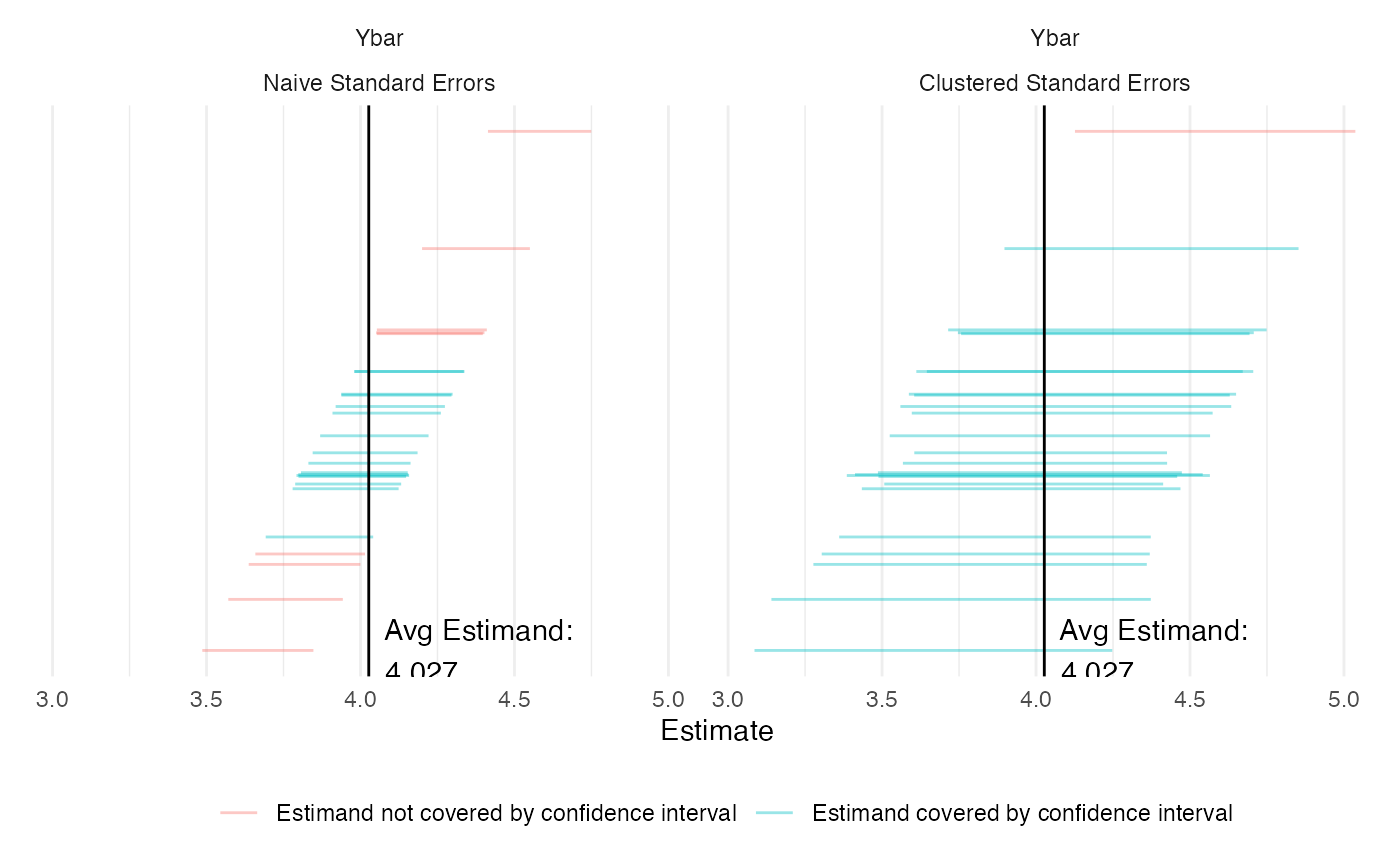 Ybar
Ybar
Naive Standard Errors
Clustered Standard Errors
Avg Estimand:
4.027
Avg Estimand:
4.027
3.0 3.5 4.0 4.5 5.0
3.0 3.5 4.0 4.5 5.0
Estimate
Estimand not covered by confidence interval
Estimand covered by confidence interval